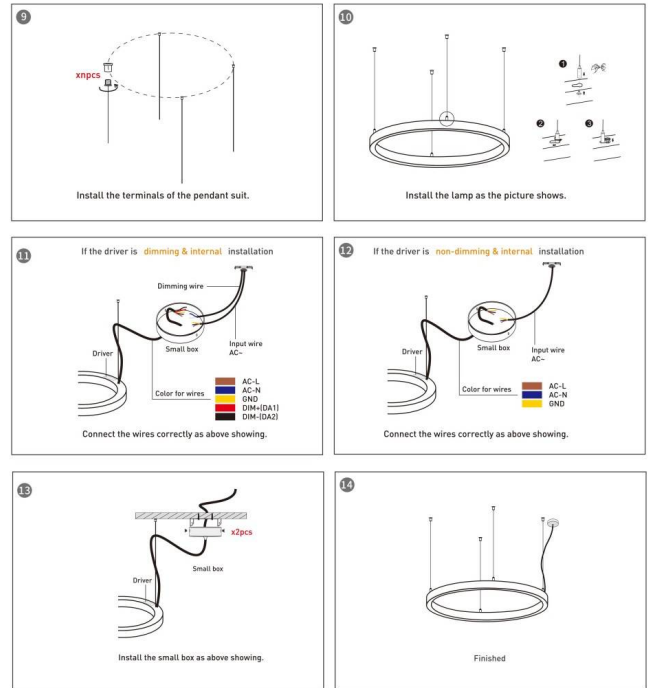 9
xnpcs
Install the terminals of the pendant suit.
10
1
2
3
Install the lamp as the picture shows.
11
If the driver is dimming & internal installation
Dimming wire
Driver
Small box
Input wire
AC~
Color for wires
AC-L
AC-N
GND
DIM+(DA1)
DIM-(DA2)
Connect the wires correctly as above showing.
12
If the driver is non-dimming & internal installation
Driver
Small box
Input wire
AC~
Color for wires
AC-L
AC-N
GND
Connect the wires correctly as above showing.
13
x2pcs
Small box
Driver
Install the small box as above showing.
14
Finished